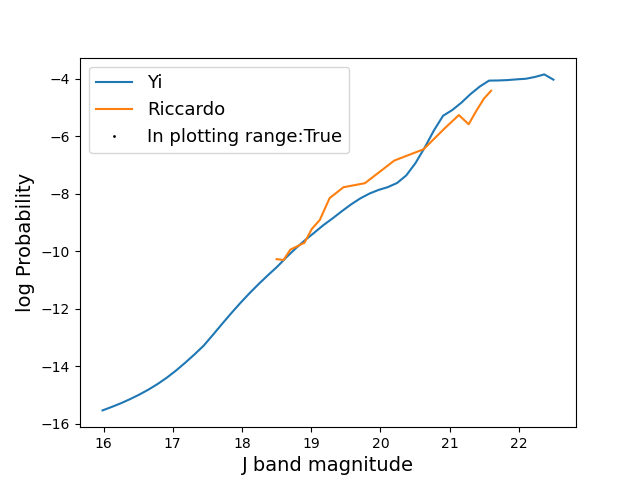 Yi
Riccardo
In plotting range:True
log Probability
−4
−6
−8
−10
−12
−14
−16
16 17 18 19 20 21 22
J band magnitude